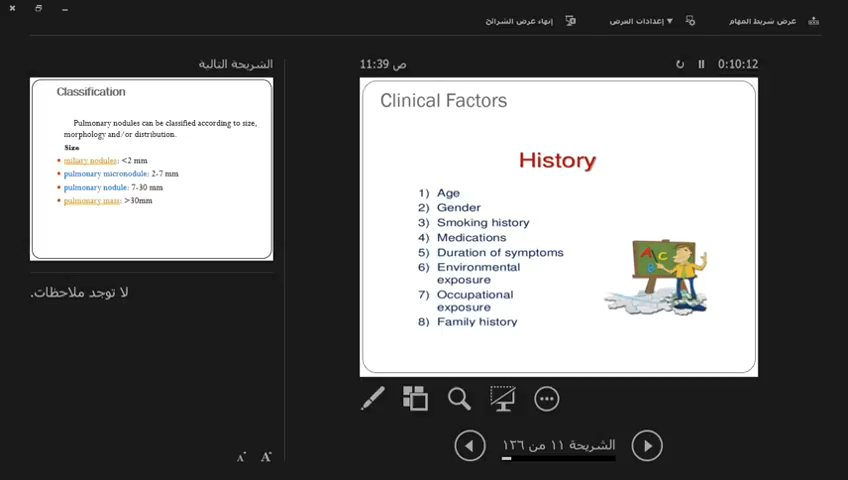 عرض شريط المهام
إعدادات العرض ▼
إنهاء عرض الشرائح
الشريحة التالية
Classification
Pulmonary nodules can be classified according to size,
morphology and/or distribution.
Size
• miliary nodules: <2 mm
• pulmonary micronodule: 2-7 mm
• pulmonary nodule: 7-30 mm
• pulmonary mass: >30mm
لا توجد ملاحظات.
11:39 ص
0:10:12
Clinical Factors
History
1) Age
2) Gender
3) Smoking history
4) Medications
5) Duration of symptoms
6) Environmental
exposure
7) Occupational
exposure
8) Family history
A C
B
الشريحة ١١ من ١٣٦
A A